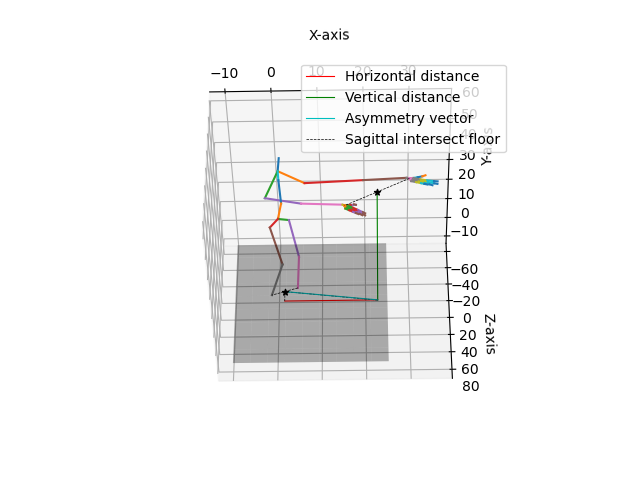 X-axis
−10 0 10 20 30
Horizontal distance
Vertical distance
Asymmetry vector
Sagittal intersect floor
60
50
40
30
20
10
0
−10
Y-axis
−60
−40
−20
0
20
40
60
80
Z-axis